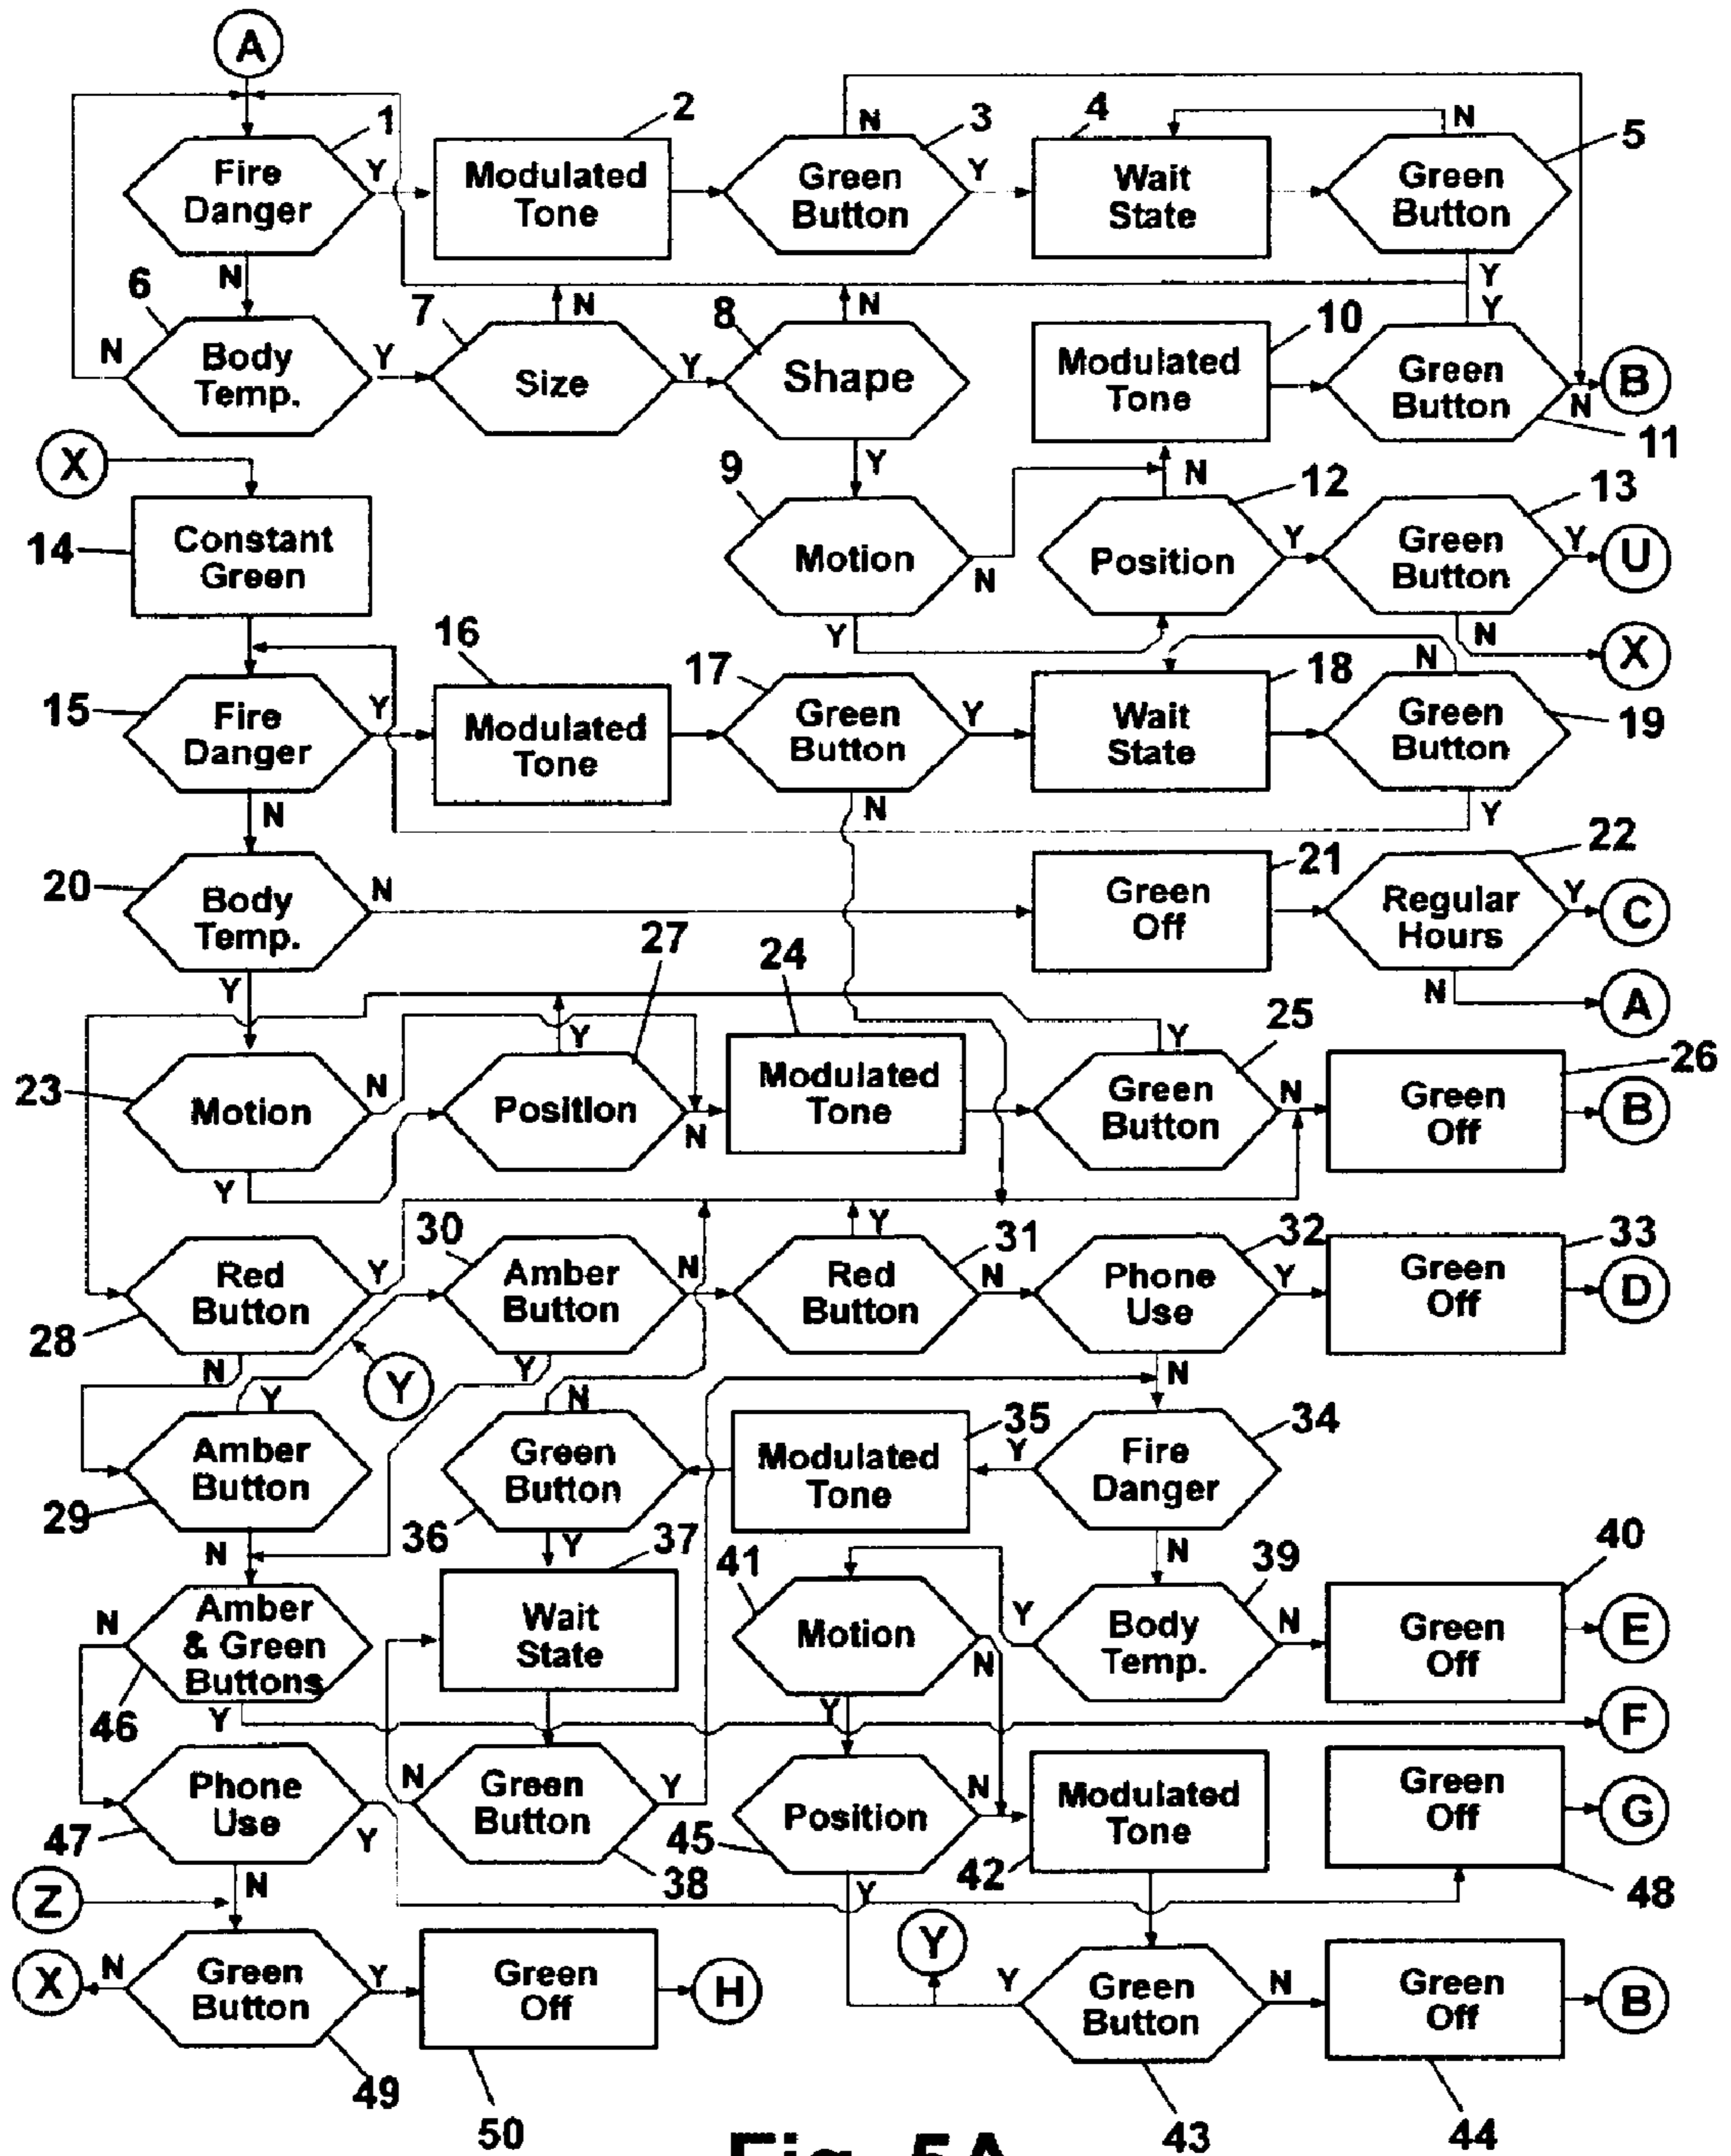 A
1
2
3
4
5
Fire
Danger
Y
Modulated
Tone
N
Green
Button
Y
Wait
State
N
Green
Button
N
Y
6
7
N
8
N
10
Y
N
Body
Temp.
Y
Size
Y
Shape
Modulated
Tone
Green
Button
N
B
11
X
9
Y
N
12
13
14
Constant
Green
Motion
N
Position
Y
Green
Button
Y
U
Y
N
X
16
17
N
18
15
Fire
Danger
Y
Modulated
Tone
Green
Button
Y
Wait
State
Green
Button
19
N
N
Y
22
20
Body
Temp.
N
21
Green
Off
Regular
Hours
Y
C
Y
27
24
N
A
Y
Y
25
26
23
Motion
N
Position
N
Modulated
Tone
Green
Button
N
Green
Off
B
Y
30
Y
31
32
33
Red
Button
Y
Amber
Button
N
Red
Button
N
Phone
Use
Y
Green
Off
D
28
N
Y
Y
Y
N
N
35
34
Amber
Button
Green
Button
Modulated
Tone
Y
Fire
Danger
29
N
36
Y
37
41
N
39
40
N
Amber
& Green
Buttons
Wait
State
Motion
N
Y
Body
Temp.
N
Green
Off
E
46
Y
Y
F
Phone
Use
Y
N
Green
Button
Y
Position
N
Modulated
Tone
Green
Off
G
47
45
42
38
48
Z
N
Y
Y
X
N
Green
Button
Y
Green
Off
H
Y
Green
Button
N
Green
Off
B
49
50
43
44
Fig. 5A